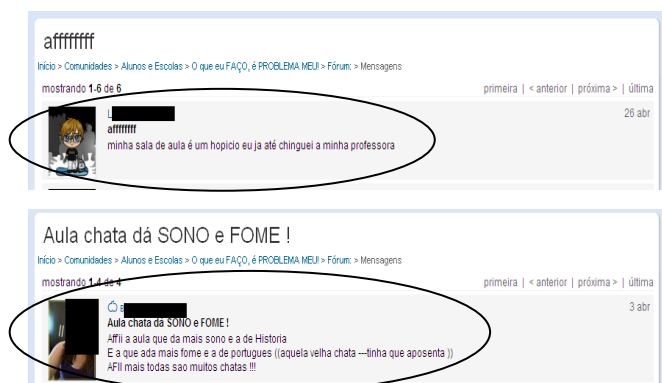 afffffff
Início > Comunidades > Alunos e Escolas > O que eu FAÇO, é PROBLEMA MEU! > Fórum: > Mensagens
mostrando 1-6 de 6 primeira | < anterior | próxima > | última
L 26 abr
afffffff
minha sala de aula é um hopicio eu ja até chinguei a minha professora
Aula chata dá SONO e FOME !
Início > Comunidades > Alunos e Escolas > O que eu FAÇO, é PROBLEMA MEU! > Fórum: > Mensagens
mostrando 1-4 de 4 primeira | < anterior | próxima > | última
3 abr
Aula chata dá SONO e FOME !
Affii a aula que da mais sono e a de Historia
E a que ada mais fome e a de portugues ((aquela velha chata ---tinha que aposenta ))
AFII mais todas sao muitos chatas !!!